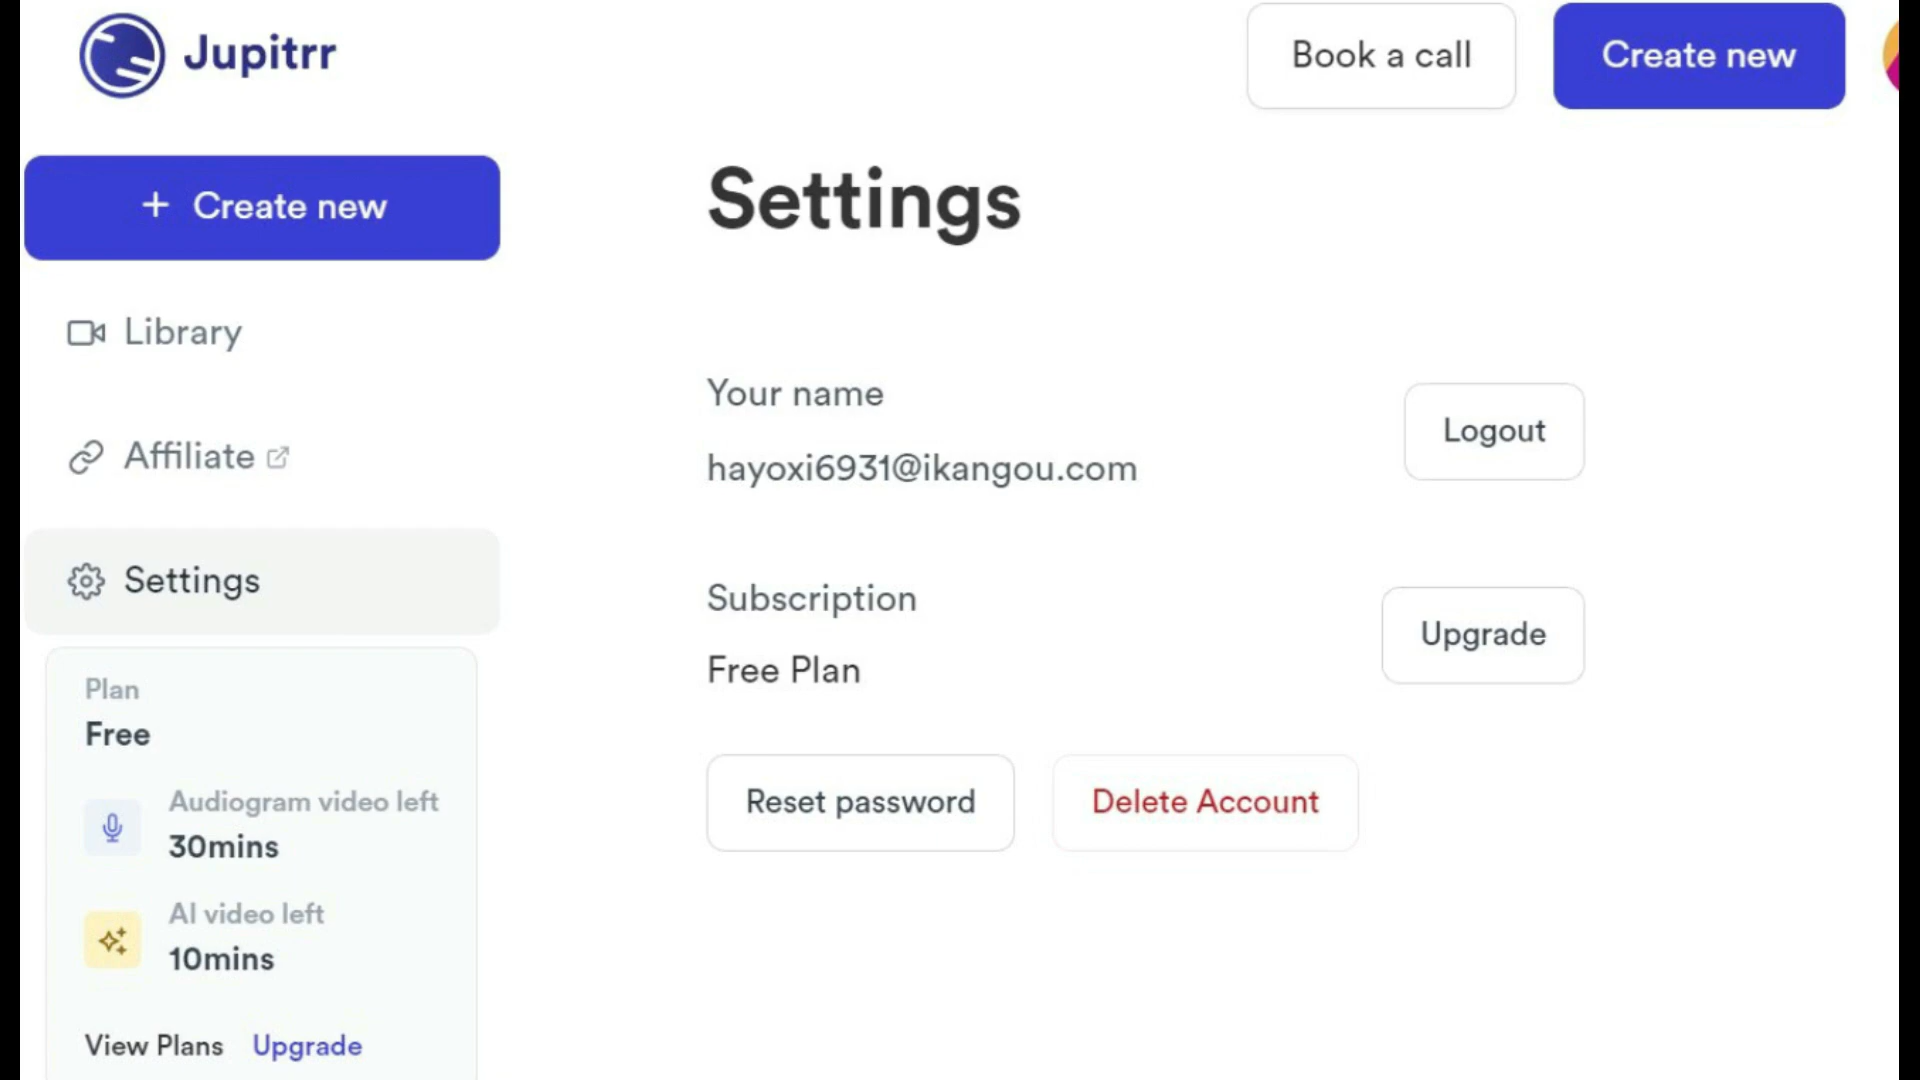 Jupitrr
Book a call
Create new
+ Create new
Library
Affiliate
Settings
Plan
Free
Audiogram video left
30mins
AI video left
10mins
View Plans Upgrade
Settings
Your name
hayoxi6931@ikangou.com
Logout
Subscription
Free Plan
Upgrade
Reset password
Delete Account